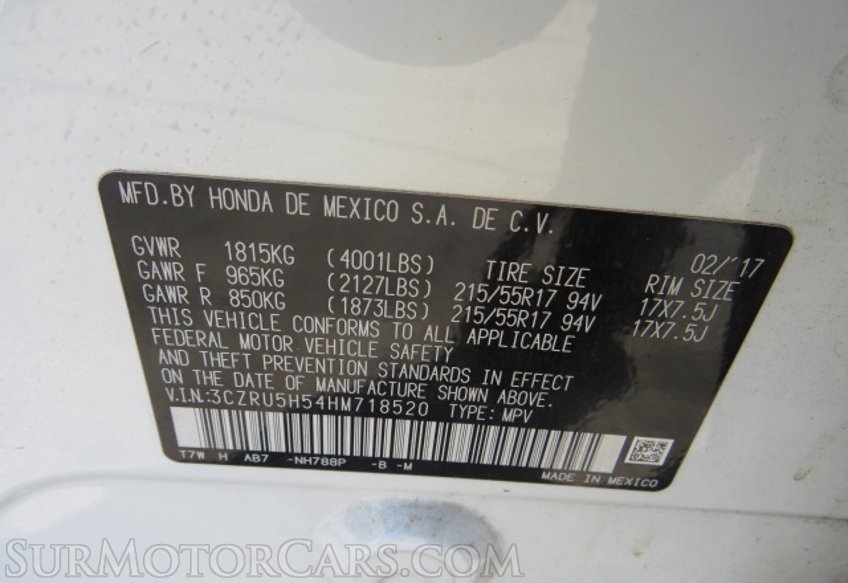 MFD.BY HONDA DE MEXICO S.A. DE C.V.
02/'17
GVWR 1815KG (4001LBS) TIRE SIZE RIM SIZE
GAWR F 965KG (2127LBS) 215/55R17 94V 17X7.5J
GAWR R 850KG (1873LBS) 215/55R17 94V 17X7.5J
THIS VEHICLE CONFORMS TO ALL APPLICABLE
FEDERAL MOTOR VEHICLE SAFETY
AND THEFT PREVENTION STANDARDS IN EFFECT
ON THE DATE OF MANUFACTURE SHOWN ABOVE.
V.I.N:3CZRU5H54HM718520 TYPE: MPV
T7W H AB7 -NH788P -B -M
MADE IN MEXICO
SURMOTORCARS.COM